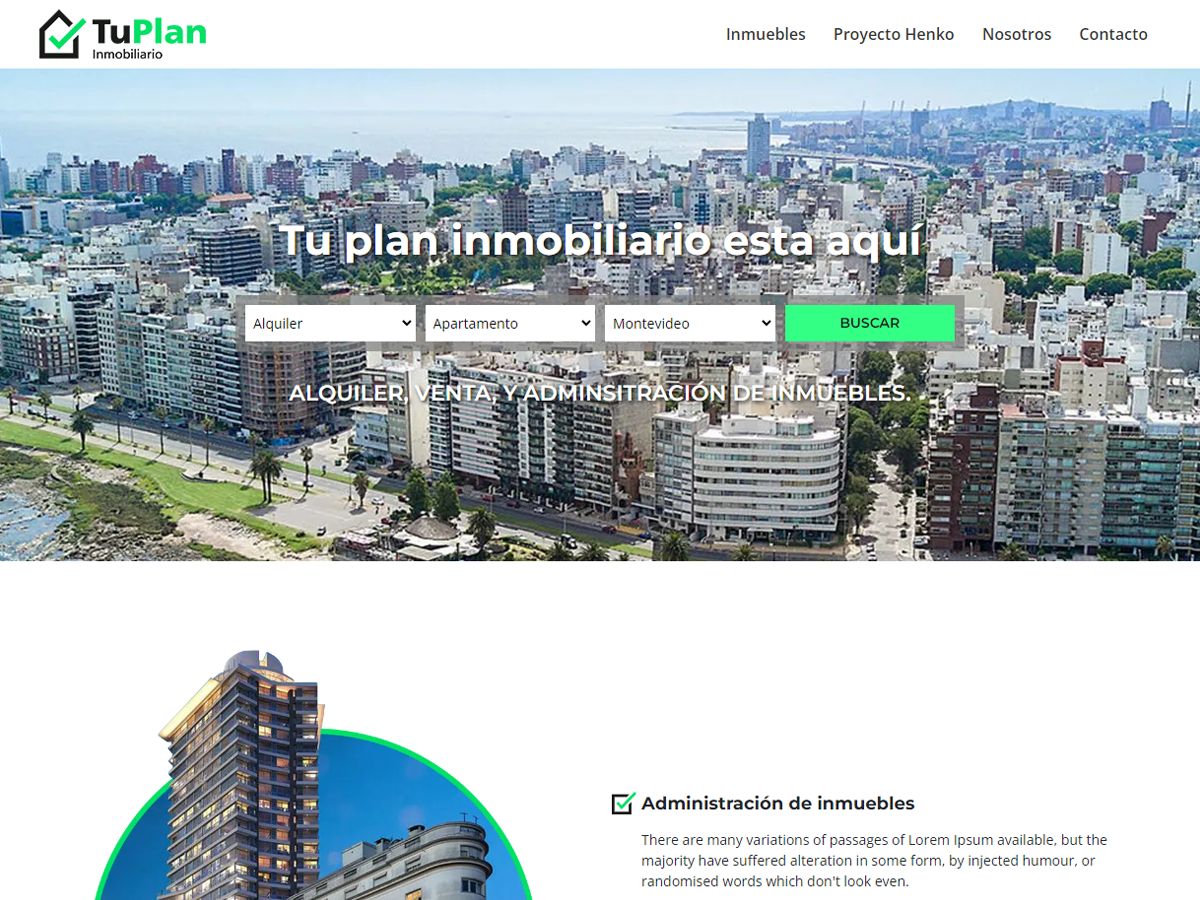 TuPlan
Inmobiliario
Inmuebles
Proyecto Henko
Nosotros
Contacto
Tu plan inmobiliario esta aquí
Alquiler
Apartamento
Montevideo
BUSCAR
ALQUILER, VENTA, Y ADMINSITRACIÓN DE INMUEBLES.
Administración de inmuebles
There are many variations of passages of Lorem Ipsum available, but the
majority have suffered alteration in some form, by injected humour, or
randomised words which don't look even.